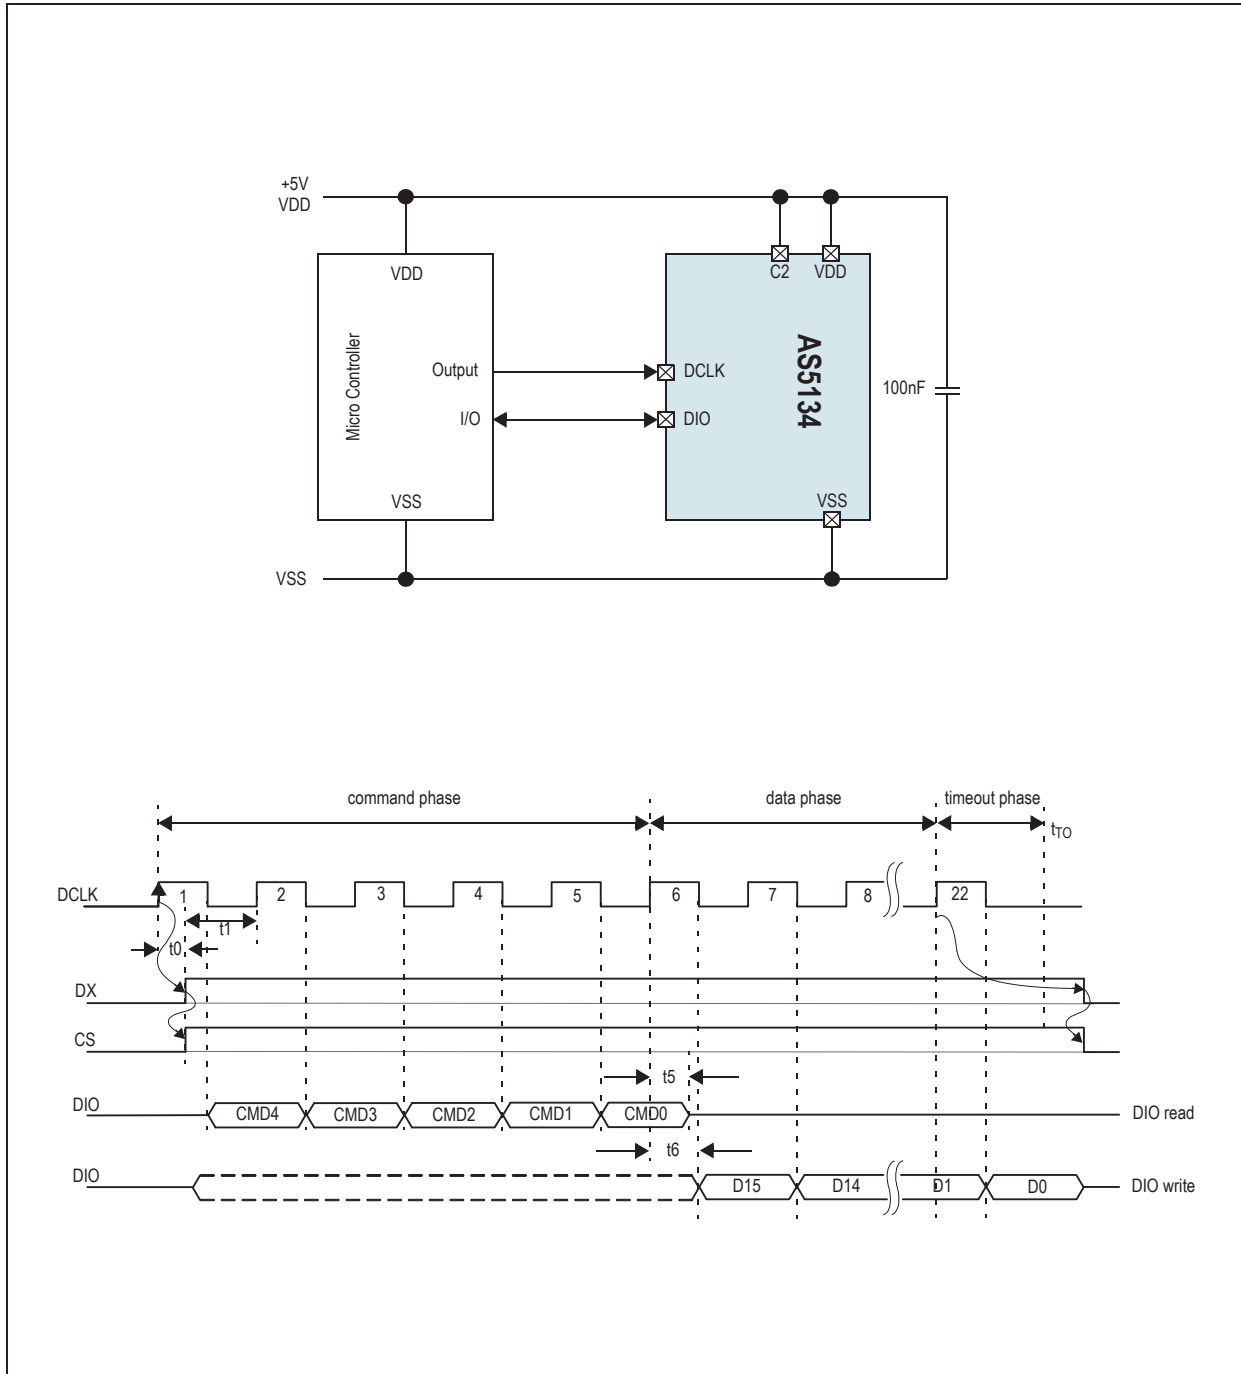 +5V
VDD
VDD
C2 VDD
Micro Controller
Output
DCLK
AS5134
100nF
I/O
DIO
VSS
VSS
VSS
command phase data phase timeout phase
tTO
DCLK 1 2 3 4 5 6 7 8 22
t1
t0
DX
CS
t5
DIO CMD4 CMD3 CMD2 CMD1 CMD0 DIO read
t6
DIO D15 D14 D1 D0 DIO write